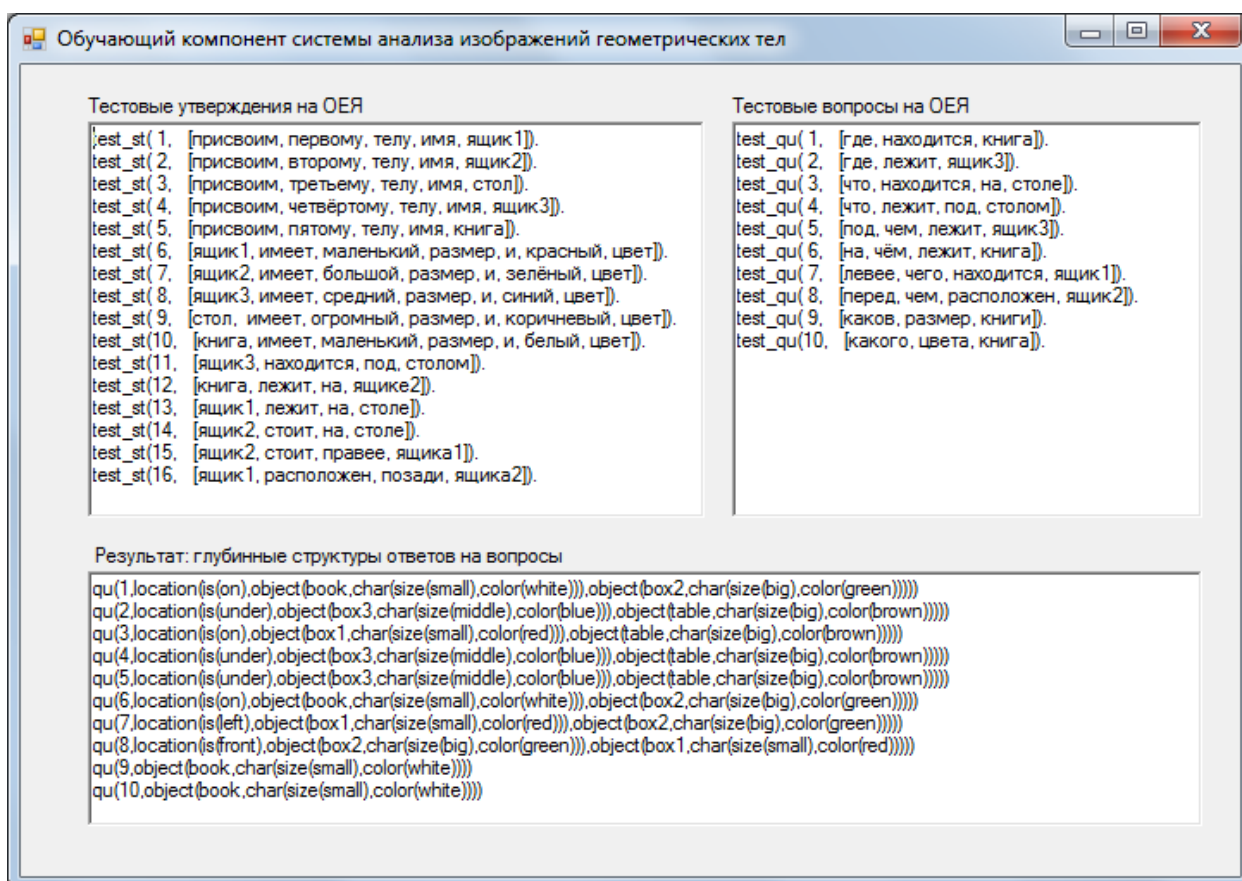 Обучающий компонент системы анализа изображений геометрических тел
Тестовые утверждения на ОЕЯ
test_st( 1, [присвоим, первому, телу, имя, ящик1]).
test_st( 2, [присвоим, второму, телу, имя, ящик2]).
test_st( 3, [присвоим, третьему, телу, имя, стол]).
test_st( 4, [присвоим, четвёртому, телу, имя, ящик3]).
test_st( 5, [присвоим, пятому, телу, имя, книга]).
test_st( 6, [ящик1, имеет, маленький, размер, и, красный, цвет]).
test_st( 7, [ящик2, имеет, большой, размер, и, зелёный, цвет]).
test_st( 8, [ящик3, имеет, средний, размер, и, синий, цвет]).
test_st( 9, [стол, имеет, огромный, размер, и, коричневый, цвет]).
test_st(10, [книга, имеет, маленький, размер, и, белый, цвет]).
test_st(11, [ящик3, находится, под, столом]).
test_st(12, [книга, лежит, на, ящике2]).
test_st(13, [ящик1, лежит, на, столе]).
test_st(14, [ящик2, стоит, на, столе]).
test_st(15, [ящик2, стоит, правее, ящика1]).
test_st(16, [ящик1, расположен, позади, ящика2]).
Тестовые вопросы на ОЕЯ
test_qu( 1, [где, находится, книга]).
test_qu( 2, [где, лежит, ящик3]).
test_qu( 3, [что, находится, на, столе]).
test_qu( 4, [что, лежит, под, столом]).
test_qu( 5, [под, чем, лежит, ящик3]).
test_qu( 6, [на, чём, лежит, книга]).
test_qu( 7, [левее, чего, находится, ящик1]).
test_qu( 8, [перед, чем, расположен, ящик2]).
test_qu( 9, [каков, размер, книги]).
test_qu(10, [какого, цвета, книга]).
Результат: глубинные структуры ответов на вопросы
qu(1,location(is(on),object(book,char(size(small),color(white))),object(box2,char(size(big),color(green)))))
qu(2,location(is(under),object(box3,char(size(middle),color(blue))),object(table,char(size(big),color(brown)))))
qu(3,location(is(on),object(box1,char(size(small),color(red))),object(table,char(size(big),color(brown)))))
qu(4,location(is(under),object(box3,char(size(middle),color(blue))),object(table,char(size(big),color(brown)))))
qu(5,location(is(under),object(box3,char(size(middle),color(blue))),object(table,char(size(big),color(brown)))))
qu(6,location(is(on),object(book,char(size(small),color(white))),object(box2,char(size(big),color(green)))))
qu(7,location(is(left),object(box1,char(size(small),color(red))),object(box2,char(size(big),color(green)))))
qu(8,location(is(front),object(box2,char(size(big),color(green))),object(box1,char(size(small),color(red)))))
qu(9,object(book,char(size(small),color(white))))
qu(10,object(book,char(size(small),color(white))))